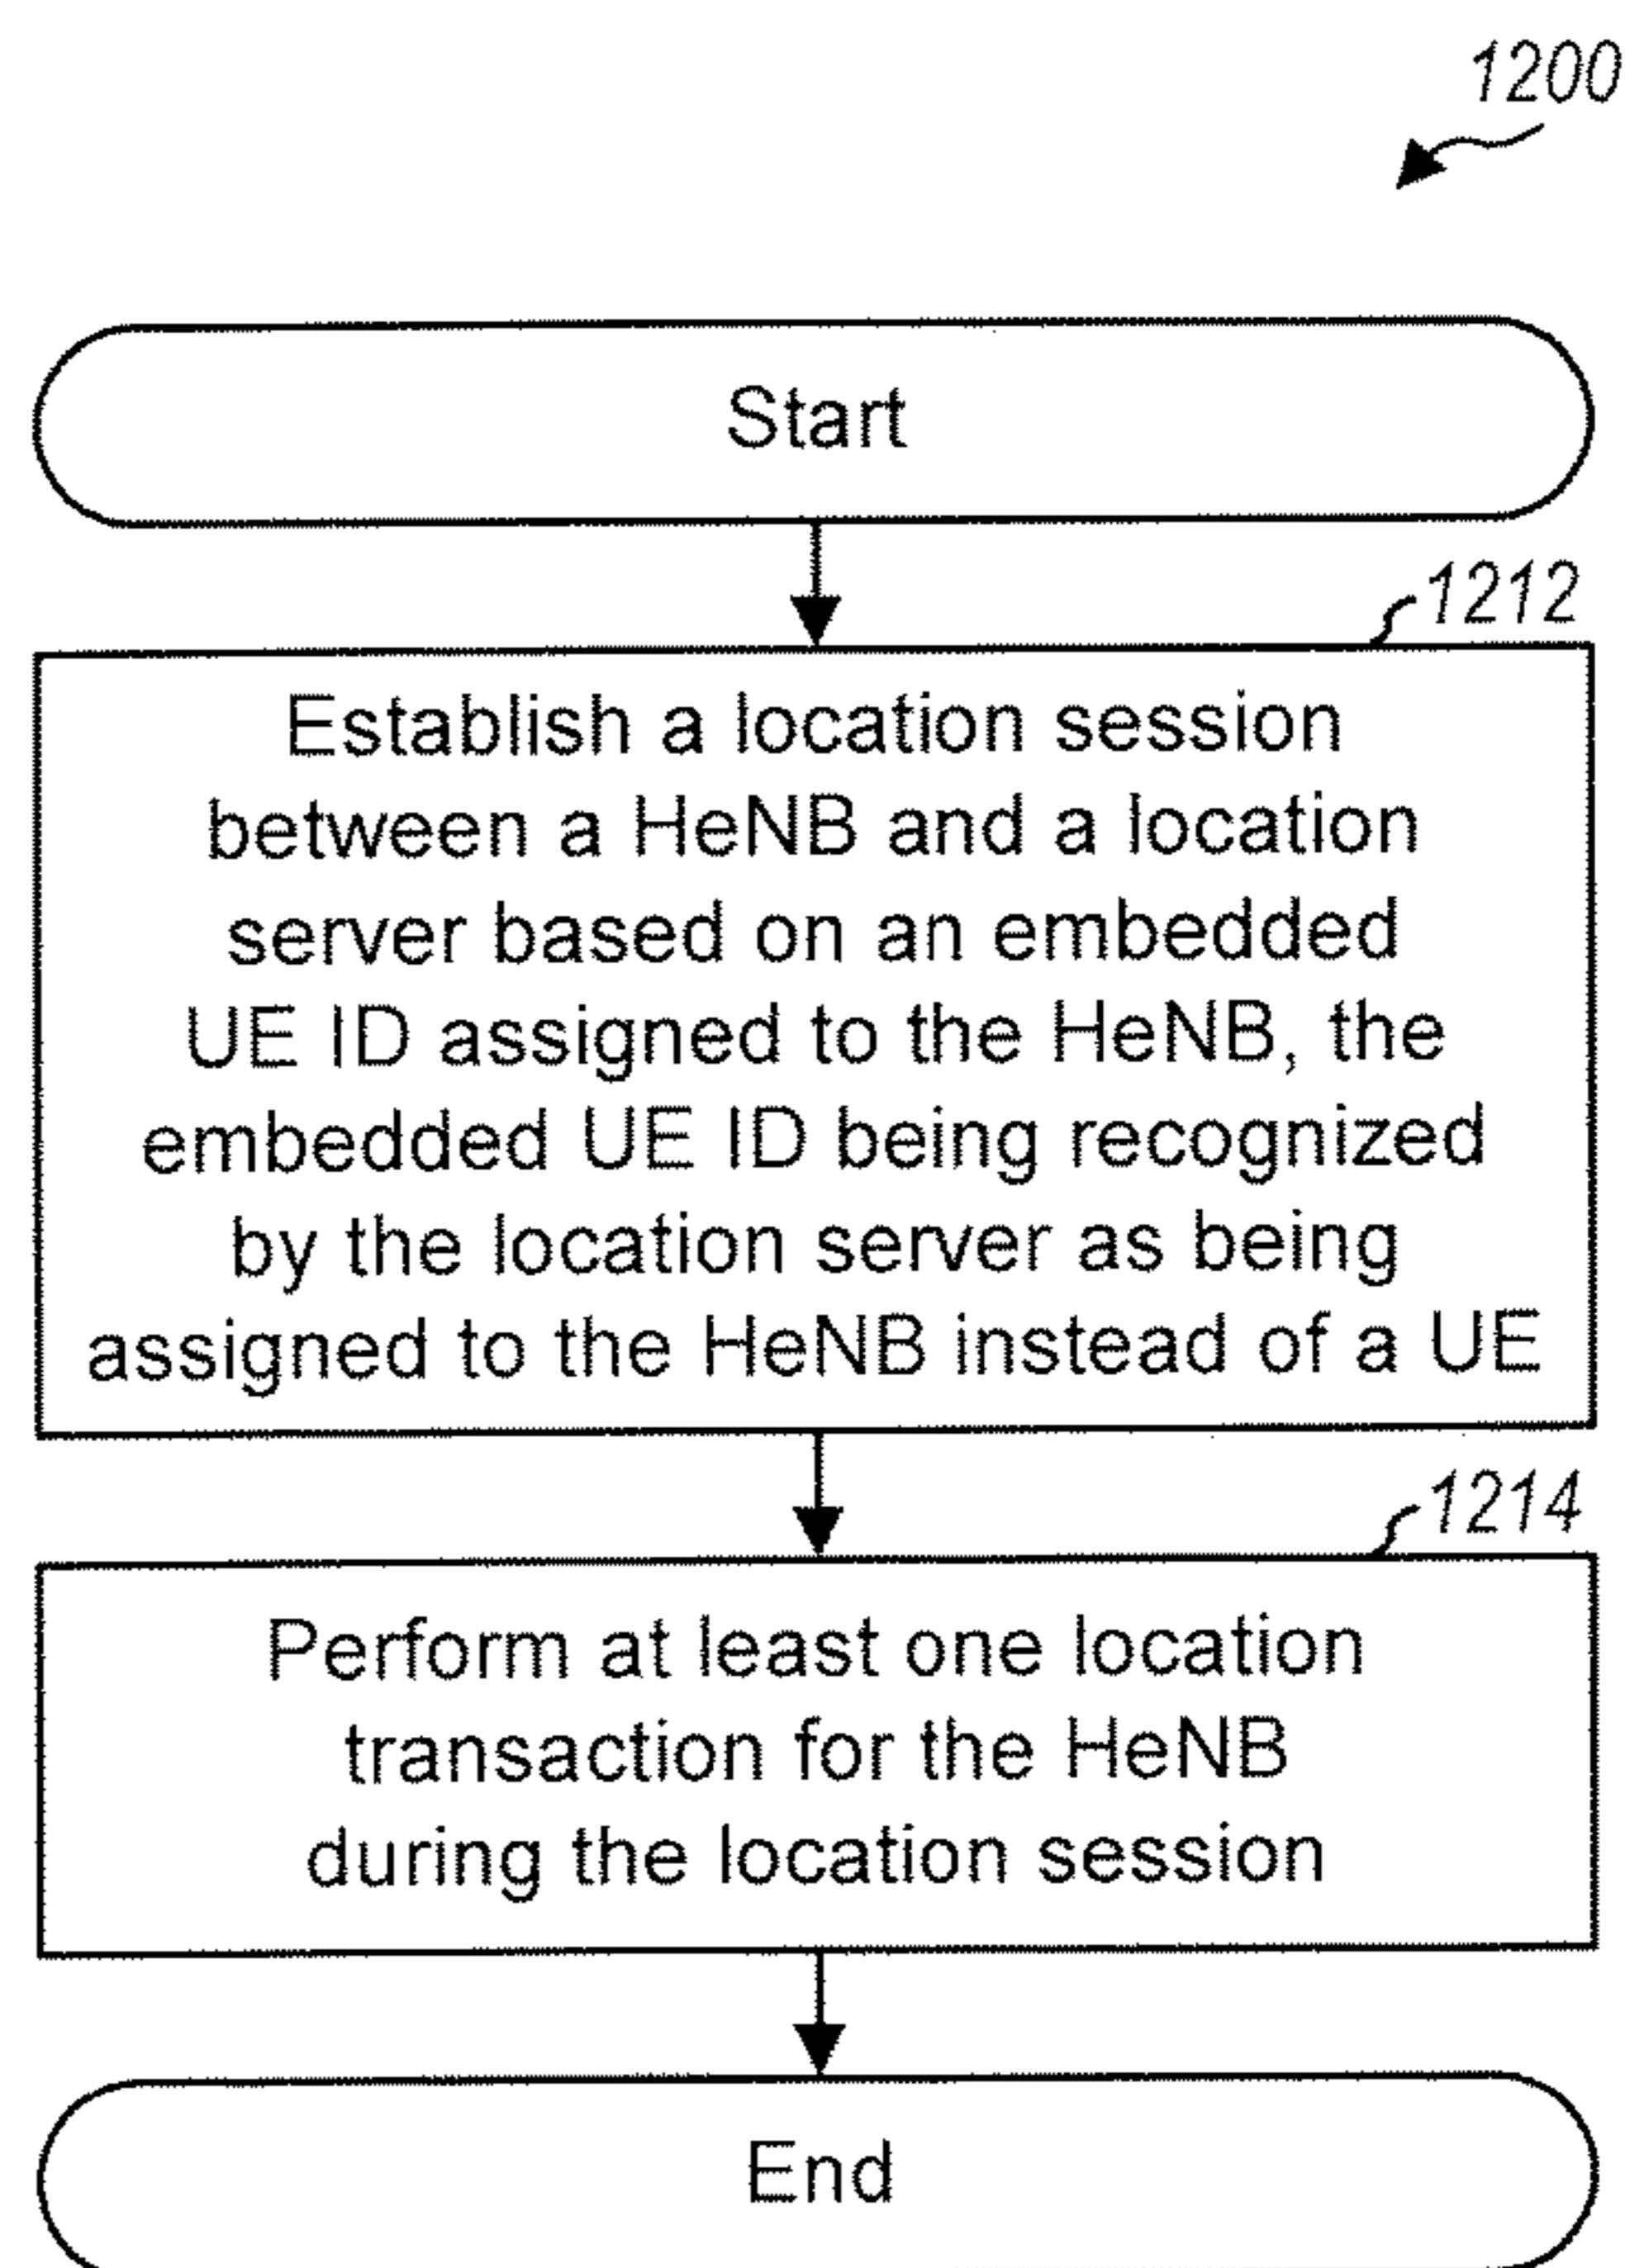 1200
Start
1212
Establish a location session
between a HeNB and a location
server based on an embedded
UE ID assigned to the HeNB, the
embedded UE ID being recognized
by the location server as being
assigned to the HeNB instead of a UE
1214
Perform at least one location
transaction for the HeNB
during the location session
End